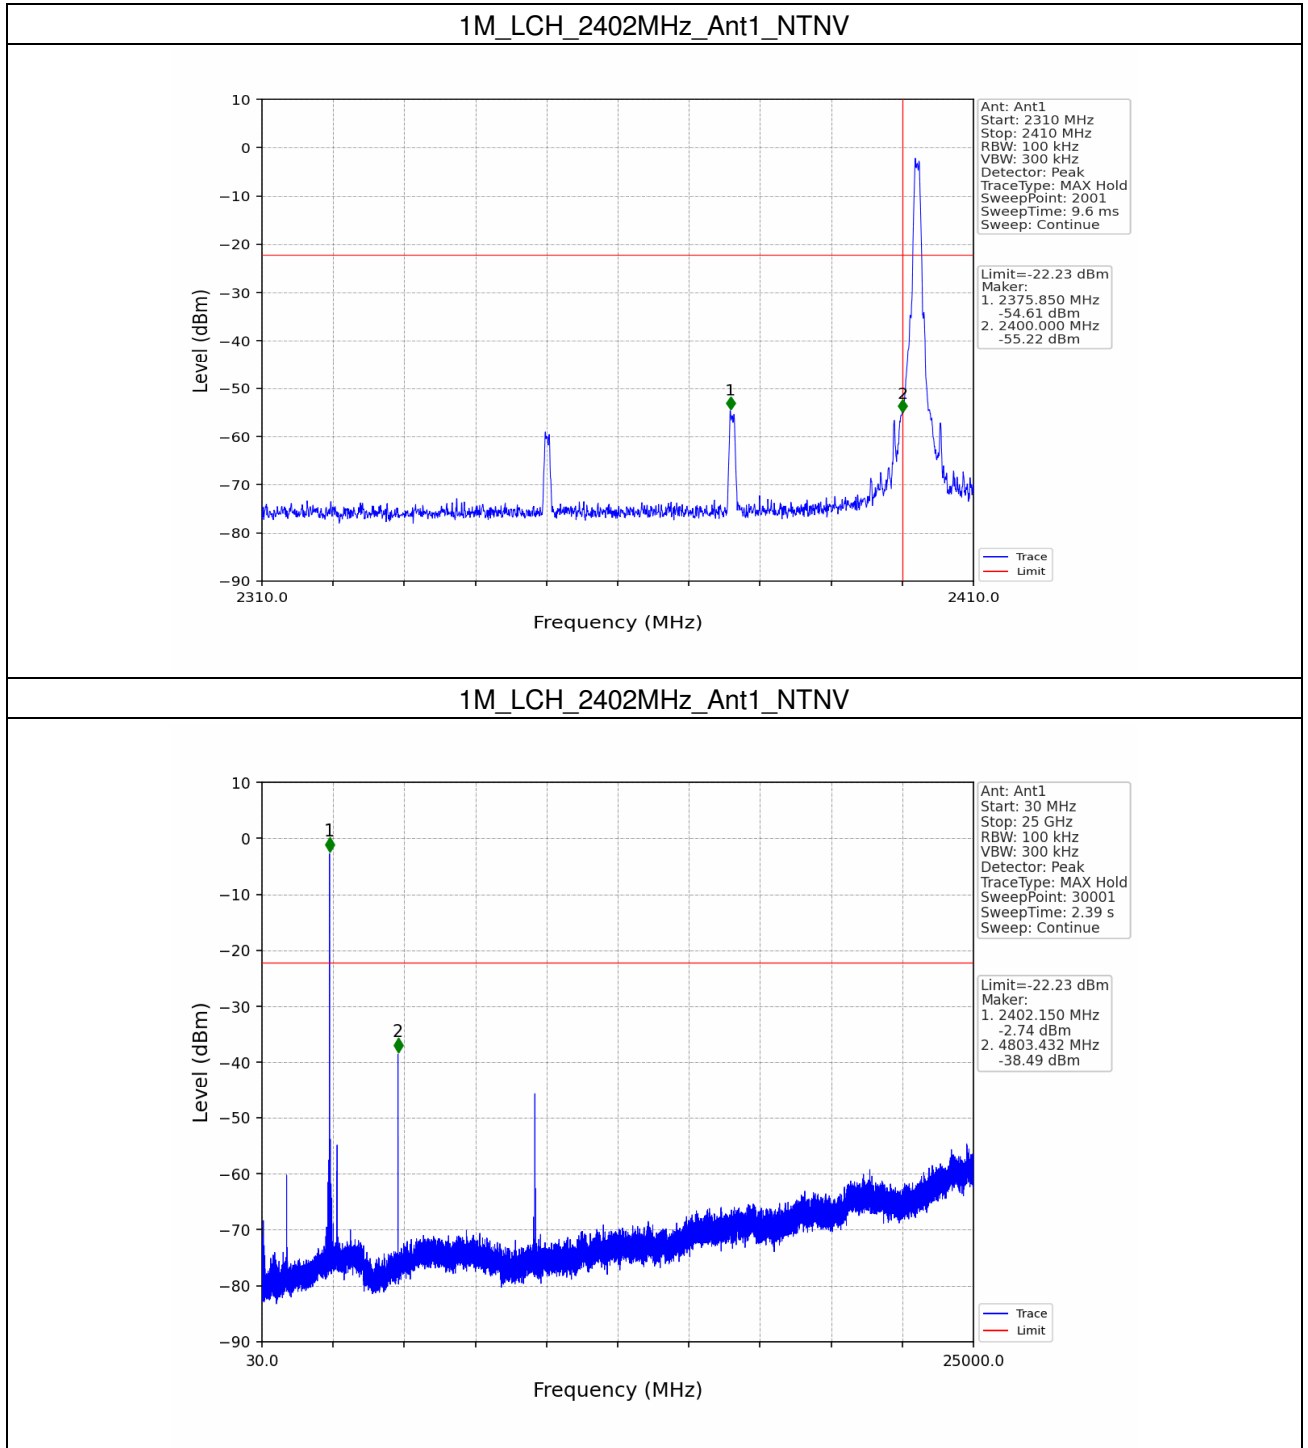 1M_LCH_2402MHz_Ant1_NTNV
10
0
−10
−20
−30
−40
−50
−60
−70
−80
−90
Level (dBm)
2310.0
2410.0
Frequency (MHz)
1
2
Ant: Ant1
Start: 2310 MHz
Stop: 2410 MHz
RBW: 100 kHz
VBW: 300 kHz
Detector: Peak
TraceType: MAX Hold
SweepPoint: 2001
SweepTime: 9.6 ms
Sweep: Continue
Limit=-22.23 dBm
Maker:
1. 2375.850 MHz
-54.61 dBm
2. 2400.000 MHz
-55.22 dBm
Trace
Limit
1M_LCH_2402MHz_Ant1_NTNV
10
0
−10
−20
−30
−40
−50
−60
−70
−80
−90
Level (dBm)
30.0
25000.0
Frequency (MHz)
1
2
Ant: Ant1
Start: 30 MHz
Stop: 25 GHz
RBW: 100 kHz
VBW: 300 kHz
Detector: Peak
TraceType: MAX Hold
SweepPoint: 30001
SweepTime: 2.39 s
Sweep: Continue
Limit=-22.23 dBm
Maker:
1. 2402.150 MHz
-2.74 dBm
2. 4803.432 MHz
-38.49 dBm
Trace
Limit